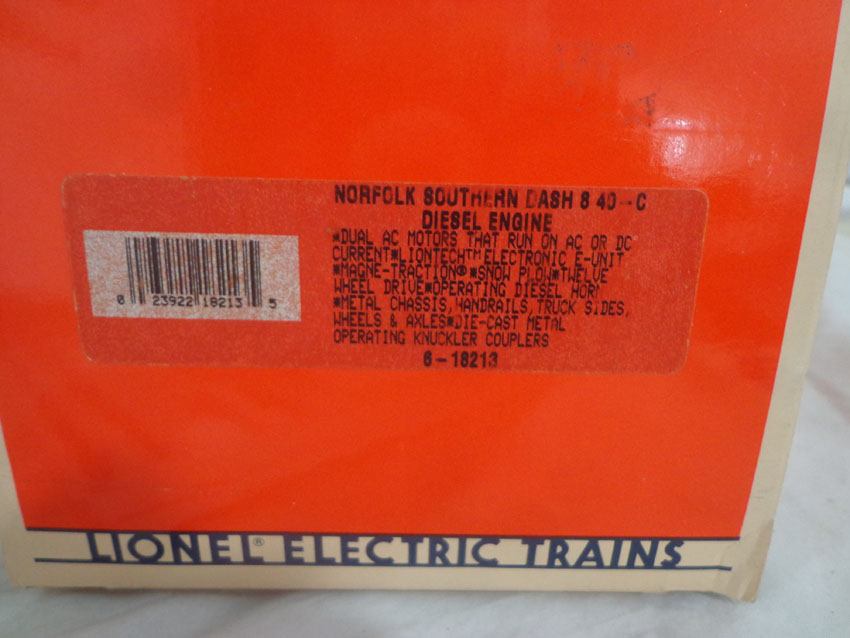 NORFOLK SOUTHERN DASH 8 40-C
DIESEL ENGINE
*DUAL AC MOTORS THAT RUN ON AC OR DC
CURRENT*LIONTECH™ ELECTRONIC E-UNIT
*MAGNE-TRACTION®*SNOW PLOW*TWELVE
WHEEL DRIVE*OPERATING DIESEL HORN
*METAL CHASSIS, HANDRAILS, TRUCK SIDES,
WHEELS & AXLES*DIE-CAST METAL
OPERATING KNUCKLER COUPLERS
6-18213
0 23922 18213 5
LIONEL® ELECTRIC TRAINS